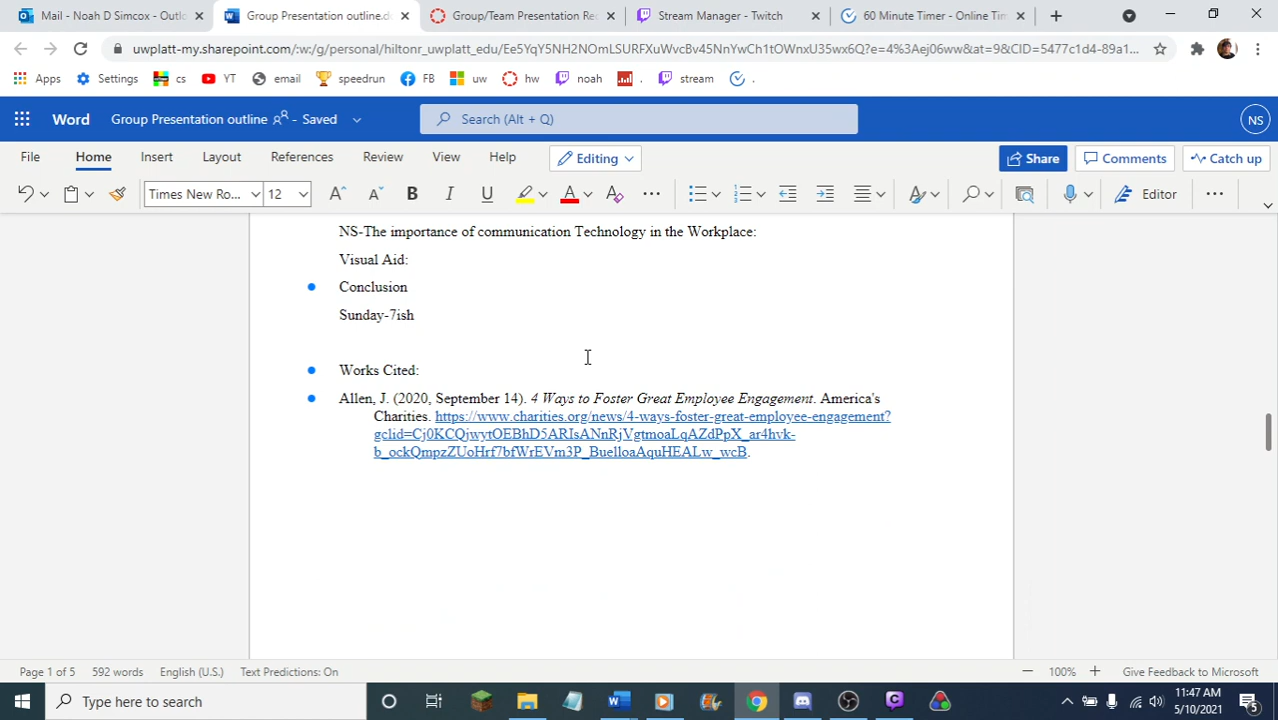 Mail - Noah D Simcox - Outlo
Group Presentation outline.d
Group/Team Presentation Rec
Stream Manager - Twitch
60 Minute Timer - Online Tim
uwplatt-my.sharepoint.com/:w:/g/personal/hiltonr_uwplatt_edu/Ee5YqY5NH2NOmLSURFXuWvcBv45NnYwCh1tOWnxU35wx6Q?e=4%3Aej06ww&at=9&CID=5477c1d4-89a1...
Apps Settings cs YT email speedrun FB uw hw noah . stream .
Word Group Presentation outline - Saved Search (Alt + Q) NS
File Home Insert Layout References Review View Help Editing Share Comments Catch up
Times New Ro... 12 A A B I U A A Editor
NS-The importance of communication Technology in the Workplace:
Visual Aid:
Conclusion
Sunday-7ish
Works Cited:
Allen, J. (2020, September 14). 4 Ways to Foster Great Employee Engagement. America's
Charities. https://www.charities.org/news/4-ways-foster-great-employee-engagement?
gclid=Cj0KCQjwytOEBhD5ARIsANnRjVgtmoaLqAZdPpX_ar4hvk-
b_ockQmpzZUoHrf7bfWrEVm3P_BuelloaAquHEALw_wcB.
Page 1 of 5 592 words English (U.S.) Text Predictions: On 100% Give Feedback to Microsoft
Type here to search
11:47 AM
5/10/2021
5